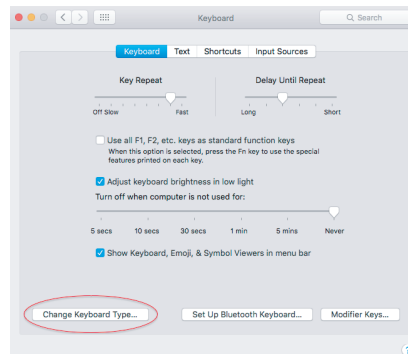 Keyboard
Search
Keyboard Text Shortcuts Input Sources
Key Repeat Delay Until Repeat
Off Slow Fast Long Short
Use all F1, F2, etc. keys as standard function keys
When this option is selected, press the Fn key to use the special
features printed on each key.
Adjust keyboard brightness in low light
Turn off when computer is not used for:
5 secs 10 secs 30 secs 1 min 5 mins Never
Show Keyboard, Emoji, & Symbol Viewers in menu bar
Change Keyboard Type... Set Up Bluetooth Keyboard... Modifier Keys...
?